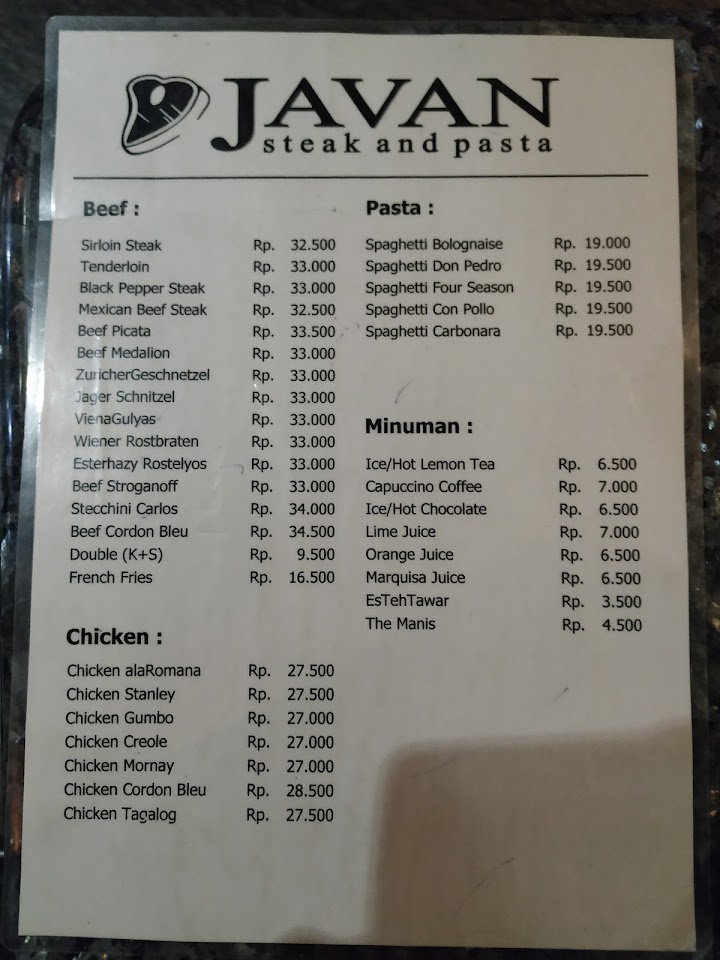 JAVAN
steak and pasta
Beef :
Sirloin Steak Rp. 32.500
Tenderloin Rp. 33.000
Black Pepper Steak Rp. 33.000
Mexican Beef Steak Rp. 32.500
Beef Picata Rp. 33.500
Beef Medalion Rp. 33.000
ZuricherGeschnetzel Rp. 33.000
Jager Schnitzel Rp. 33.000
VienaGulyas Rp. 33.000
Wiener Rostbraten Rp. 33.000
Esterhazy Rostelyos Rp. 33.000
Beef Stroganoff Rp. 33.000
Stecchini Carlos Rp. 34.000
Beef Cordon Bleu Rp. 34.500
Double (K+S) Rp. 9.500
French Fries Rp. 16.500
Chicken :
Chicken alaRomana Rp. 27.500
Chicken Stanley Rp. 27.500
Chicken Gumbo Rp. 27.000
Chicken Creole Rp. 27.000
Chicken Mornay Rp. 27.000
Chicken Cordon Bleu Rp. 28.500
Chicken Tagalog Rp. 27.500
Pasta :
Spaghetti Bolognaise Rp. 19.000
Spaghetti Don Pedro Rp. 19.500
Spaghetti Four Season Rp. 19.500
Spaghetti Con Pollo Rp. 19.500
Spaghetti Carbonara Rp. 19.500
Minuman :
Ice/Hot Lemon Tea Rp. 6.500
Capuccino Coffee Rp. 7.000
Ice/Hot Chocolate Rp. 6.500
Lime Juice Rp. 7.000
Orange Juice Rp. 6.500
Marquisa Juice Rp. 6.500
EsTehTawar Rp. 3.500
The Manis Rp. 4.500